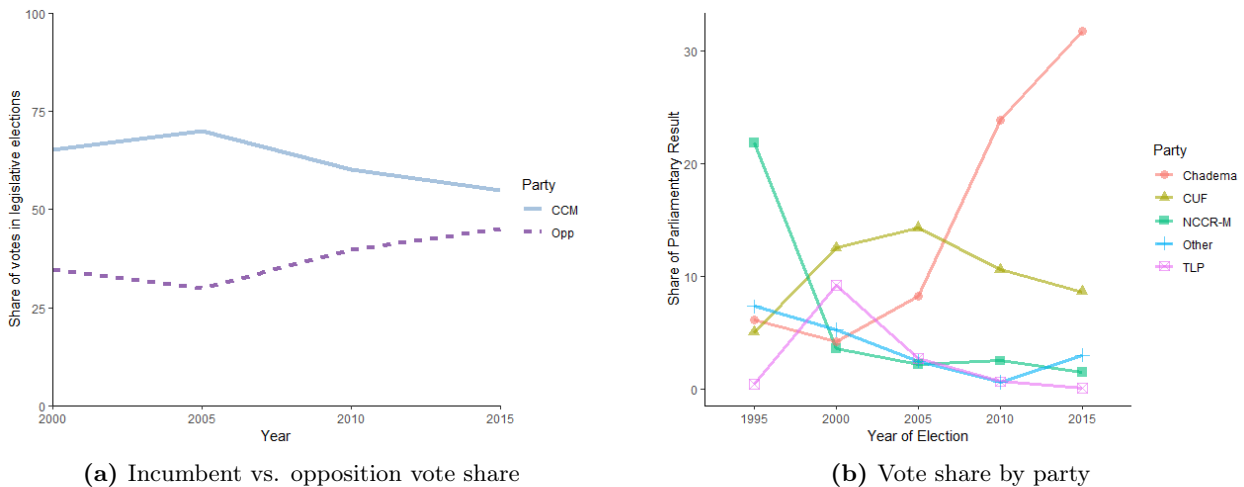 100
75
50
25
0
2000 2005 2010 2015
Share of votes in legislative elections
Year
Party
CCM
Opp
(a) Incumbent vs. opposition vote share
30
20
10
0
1995 2000 2005 2010 2015
Share of Parliamentary Result
Year of Election
Party
Chadema
CUF
NCCR-M
Other
TLP
(b) Vote share by party